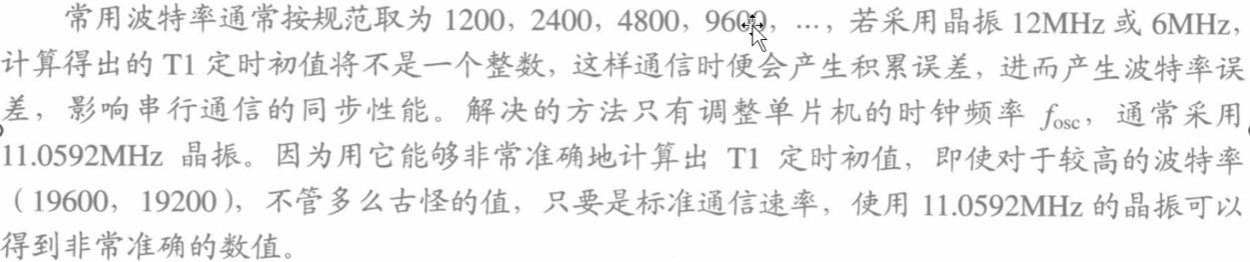 常用波特率通常按规范取为 1200，2400，4800，9600，…，若采用晶振 12MHz 或 6MHz，
计算得出的 T1 定时初值将不是一个整数，这样通信时便会产生积累误差，进而产生波特率误
差，影响串行通信的同步性能。解决的方法只有调整单片机的时钟频率 fosc，通常采用
11.0592MHz 晶振。因为用它能够非常准确地计算出 T1 定时初值，即使对于较高的波特率
（19600，19200），不管多么古怪的值，只要是标准通信速率，使用 11.0592MHz 的晶振可以
得到非常准确的数值。